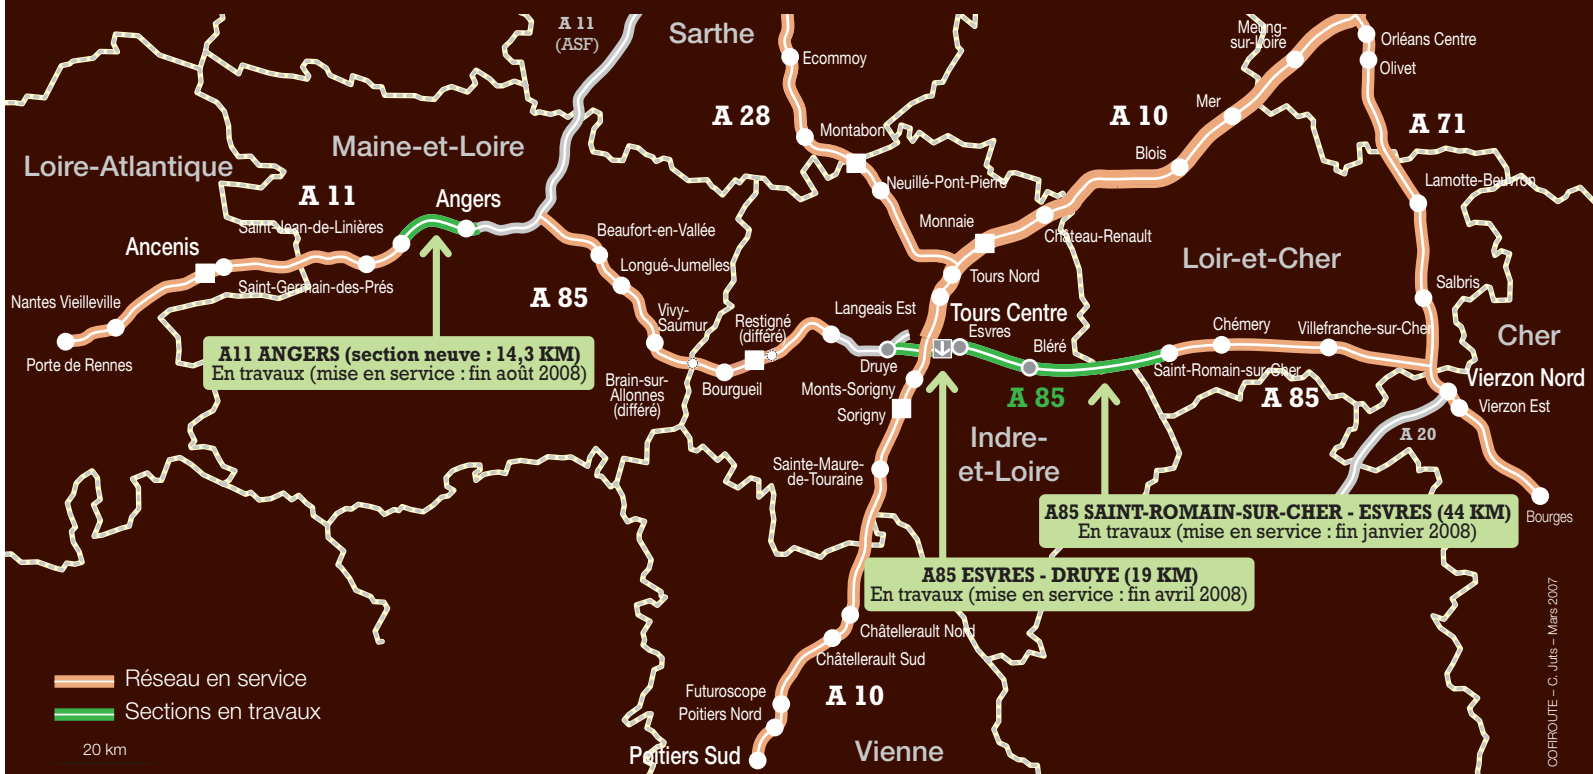 A 11
(ASF)
Sarthe
Meung-
sur-Loire
Orléans Centre
Ecommoy
Olivet
Mer
A 28
A 10
A 71
Montabon
Maine-et-Loire
Blois
Loire-Atlantique
Lamotte-Beuvron
Neuillé-Pont-Pierre
A 11
Angers
Saint-Jean-de-Linières
Monnaie
Château-Renault
Beaufort-en-Vallée
Ancenis
Loir-et-Cher
Longué-Jumelles
Tours Nord
Saint-Germain-des-Prés
Salbris
A 85
Nantes Vieilleville
Vivy-
Saumur
Langeais Est
Tours Centre
Restigné
(différé)
Esvres
Chémery
Villefranche-sur-Cher
Cher
Bléré
A11 ANGERS (section neuve : 14,3 KM)
En travaux (mise en service : fin août 2008)
Porte de Rennes
Druye
Saint-Romain-sur-Cher
Vierzon Nord
Brain-sur-
Allonnes
(différé)
Bourgueil
Monts-Sorigny
A 85
A 85
Vierzon Est
Sorigny
A 20
Indre-
et-Loire
Sainte-Maure-
de-Touraine
A85 SAINT-ROMAIN-SUR-CHER - ESVRES (44 KM)
En travaux (mise en service : fin janvier 2008)
Bourges
A85 ESVRES - DRUYE (19 KM)
En travaux (mise en service : fin avril 2008)
Châtellerault Nord
Châtellerault Sud
Réseau en service
Sections en travaux
20 km
Futuroscope
Poitiers Nord
A 10
Poitiers Sud
Vienne
COFIROUTE – C. Juts – Mars 2007